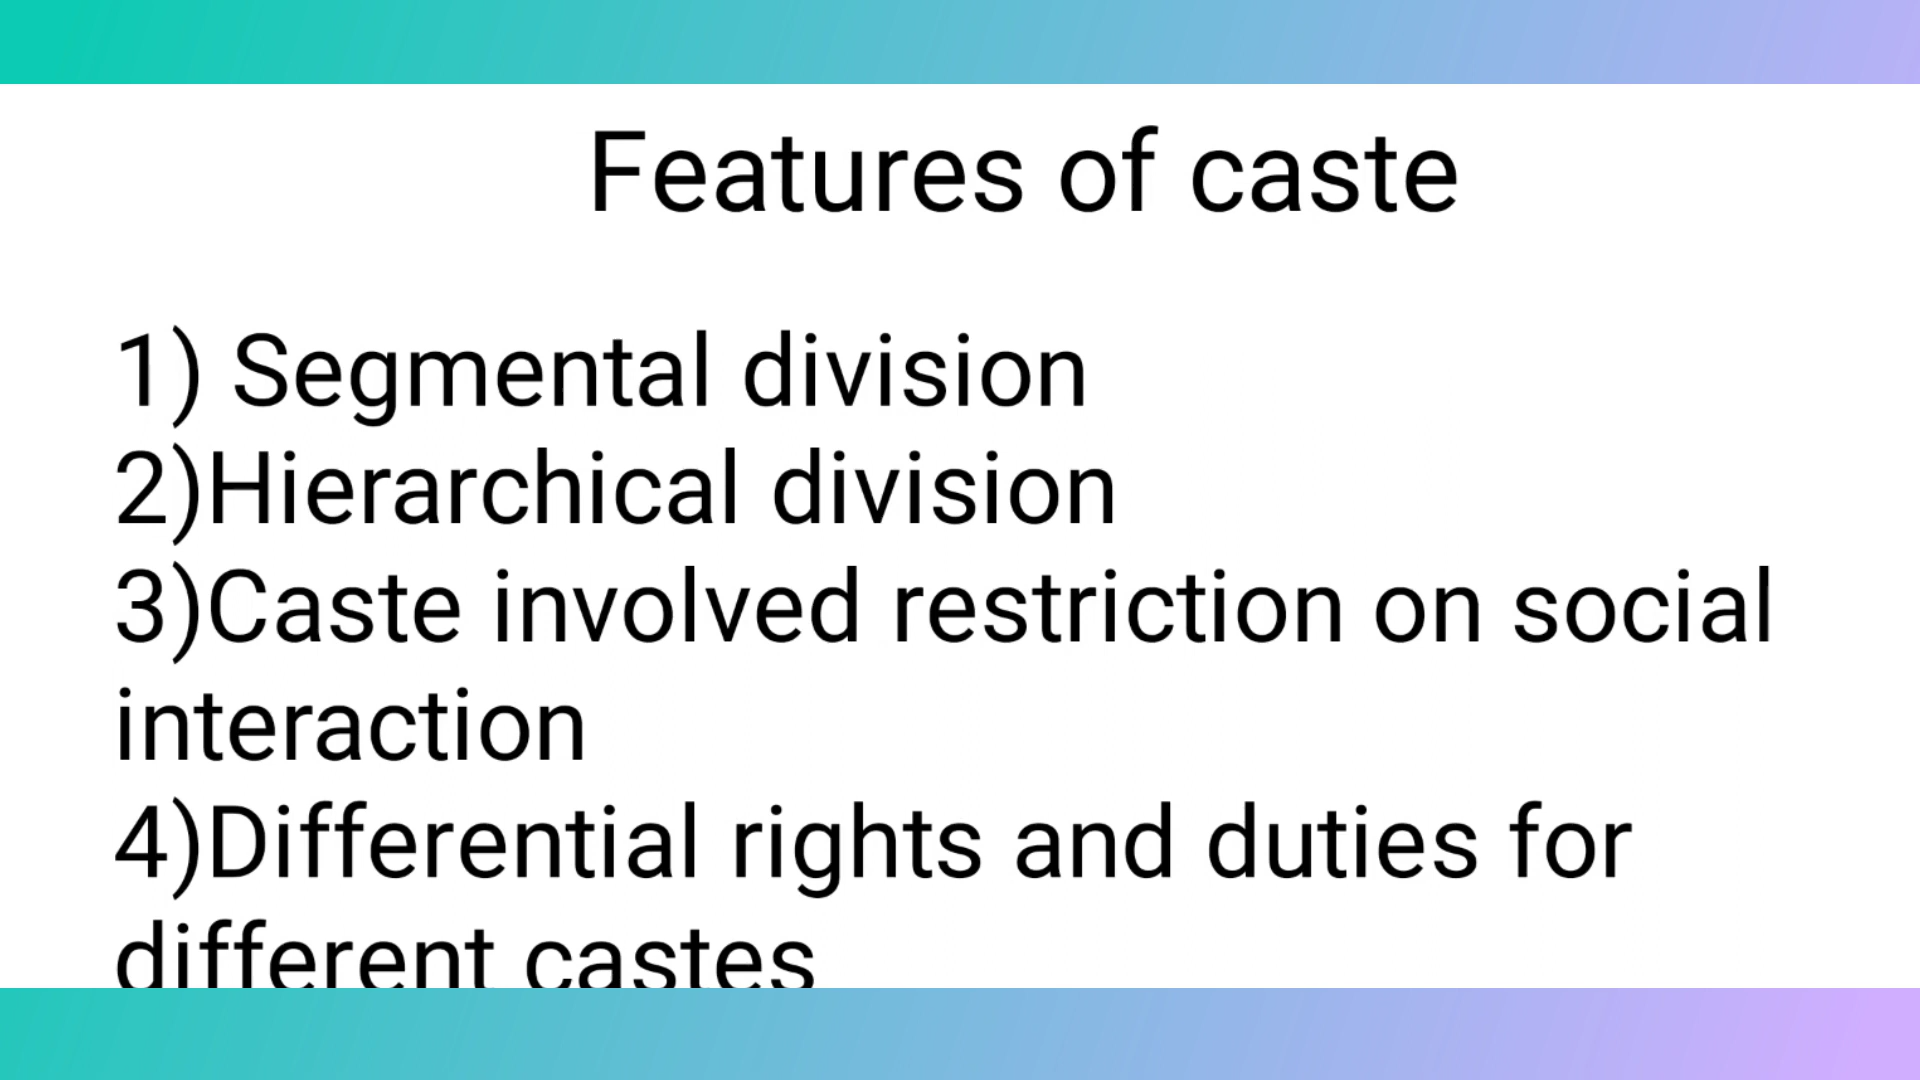 Features of caste
1) Segmental division
2)Hierarchical division
3)Caste involved restriction on social
interaction
4)Differential rights and duties for
different castes